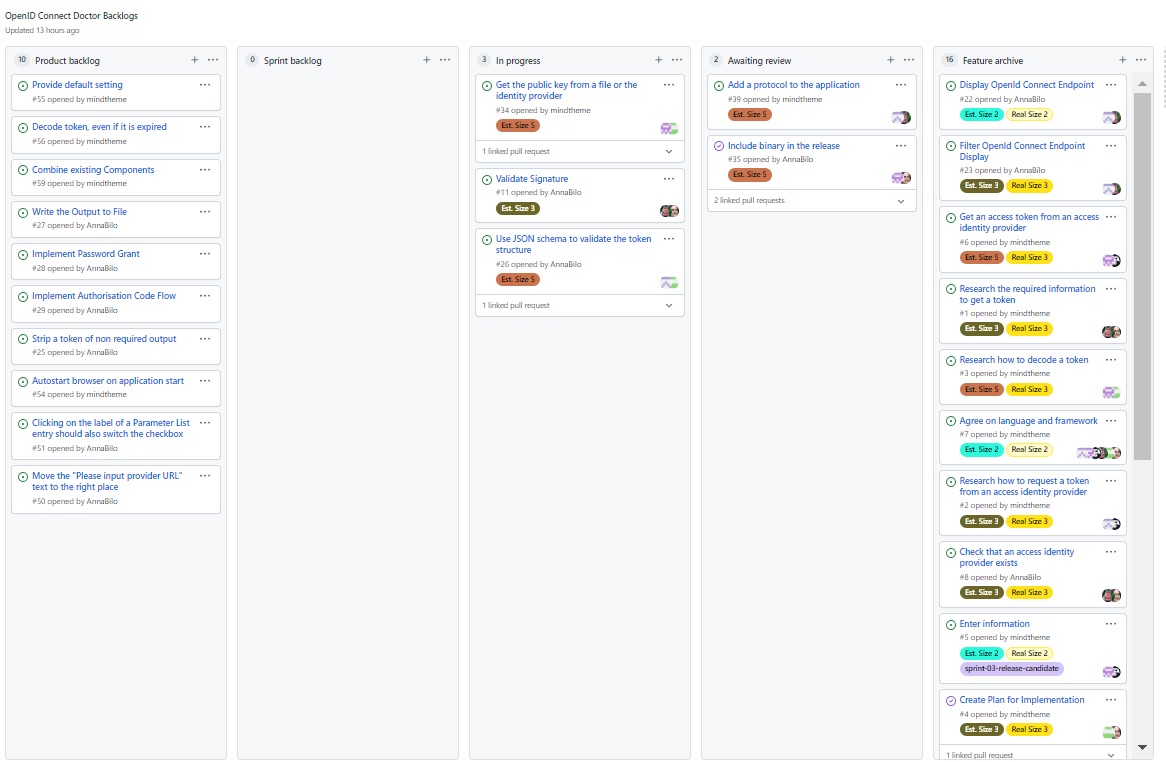 OpenID Connect Doctor Backlogs
Updated 13 hours ago
10 Product backlog
Provide default setting
#55 opened by mindtheme
Decode token, even if it is expired
#56 opened by mindtheme
Combine existing Components
#59 opened by mindtheme
Write the Output to File
#27 opened by AnnaBilo
Implement Password Grant
#28 opened by AnnaBilo
Implement Authorisation Code Flow
#29 opened by AnnaBilo
Strip a token of non required output
#25 opened by AnnaBilo
Autostart browser on application start
#54 opened by mindtheme
Clicking on the label of a Parameter List
entry should also switch the checkbox
#51 opened by AnnaBilo
Move the "Please input provider URL"
text to the right place
#50 opened by AnnaBilo
0 Sprint backlog
3 In progress
Get the public key from a file or the
identity provider
#34 opened by mindtheme
Est. Size 5
1 linked pull request
Validate Signature
#11 opened by AnnaBilo
Est. Size 3
Use JSON schema to validate the token
structure
#26 opened by AnnaBilo
Est. Size 5
1 linked pull request
2 Awaiting review
Add a protocol to the application
#39 opened by mindtheme
Est. Size 5
Include binary in the release
#35 opened by AnnaBilo
Est. Size 5
2 linked pull requests
16 Feature archive
Display OpenId Connect Endpoint
#22 opened by AnnaBilo
Est. Size 2 Real Size 2
Filter OpenId Connect Endpoint
Display
#23 opened by AnnaBilo
Est. Size 3 Real Size 3
Get an access token from an access
identity provider
#6 opened by mindtheme
Est. Size 5 Real Size 3
Research the required information
to get a token
#1 opened by mindtheme
Est. Size 3 Real Size 3
Research how to decode a token
#3 opened by mindtheme
Est. Size 5 Real Size 3
Agree on language and framework
#7 opened by mindtheme
Est. Size 2 Real Size 2
Research how to request a token
from an access identity provider
#2 opened by mindtheme
Est. Size 3 Real Size 3
Check that an access identity
provider exists
#8 opened by AnnaBilo
Est. Size 3 Real Size 3
Enter information
#5 opened by mindtheme
Est. Size 2 Real Size 2
sprint-03-release-candidate
Create Plan for Implementation
#4 opened by mindtheme
Est. Size 3 Real Size 3
1 linked pull request